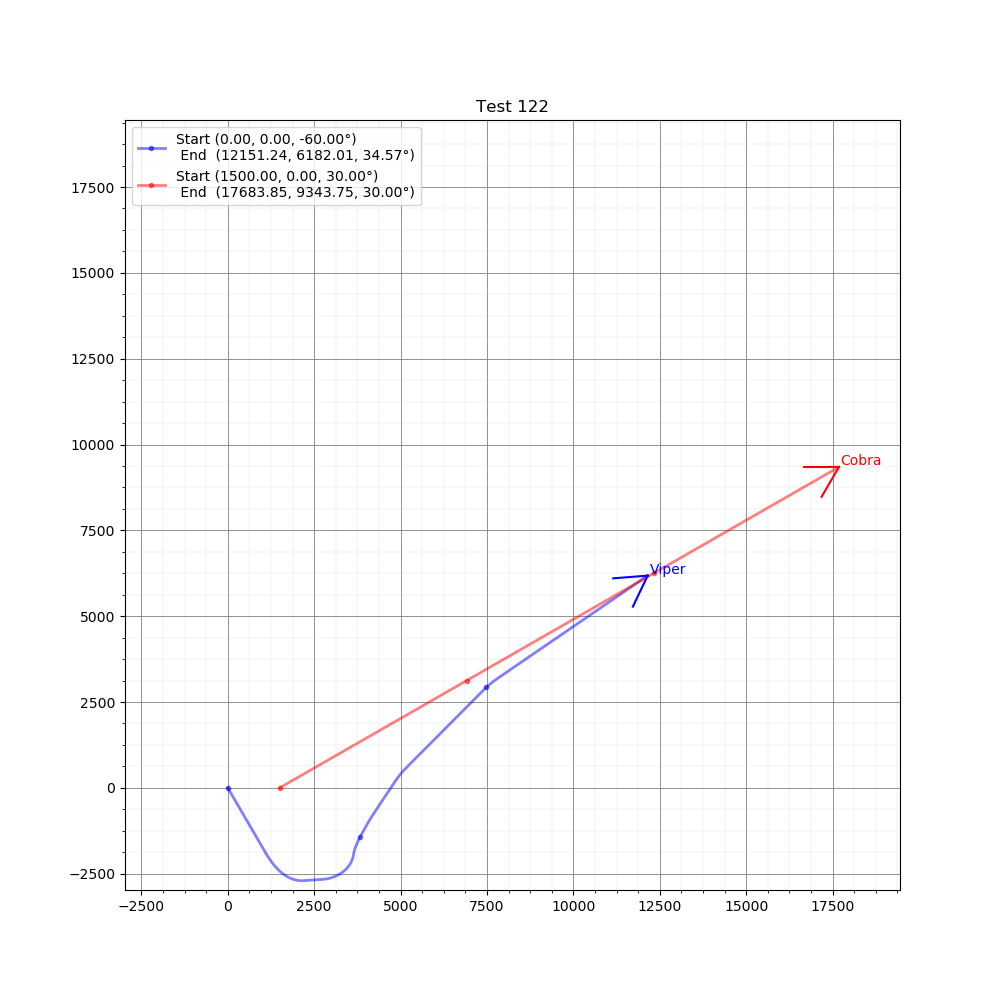 Test 122
Start (0.00, 0.00, -60.00°)
End (12151.24, 6182.01, 34.57°)
Start (1500.00, 0.00, 30.00°)
End (17683.85, 9343.75, 30.00°)
17500
15000
12500
10000
7500
5000
2500
0
−2500
Cobra
Viper
−2500 0 2500 5000 7500 10000 12500 15000 17500